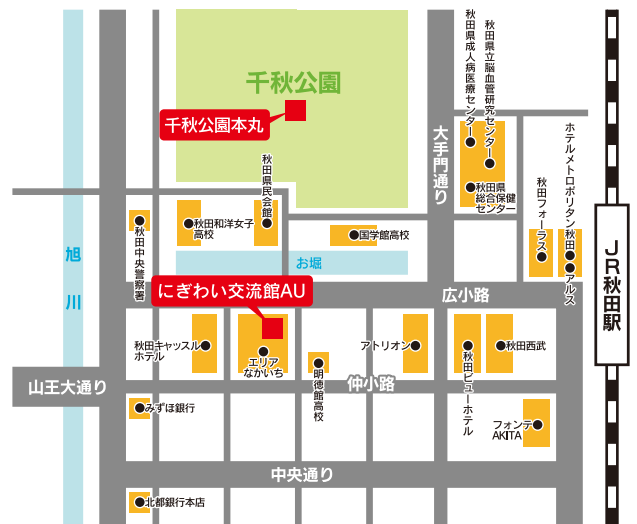 千秋公園
千秋公園本丸
秋田県成人病医療センター
秋田県立脳血管研究センター
大手門通り
秋田県
総合保健
センター
ホテルメトロポリタン秋田
アルス
秋田フォーラス
秋田県民会館
秋田和洋女子
高校
秋田中央警察署
国学館高校
お堀
旭川
JR秋田駅
にぎわい交流館AU
広小路
秋田キャッスル
ホテル
エリア
なかいち
明徳館高校
アトリオン
秋田ビューホテル
秋田西武
山王大通り
仲小路
みずほ銀行
フォンテ
AKITA
中央通り
北都銀行本店